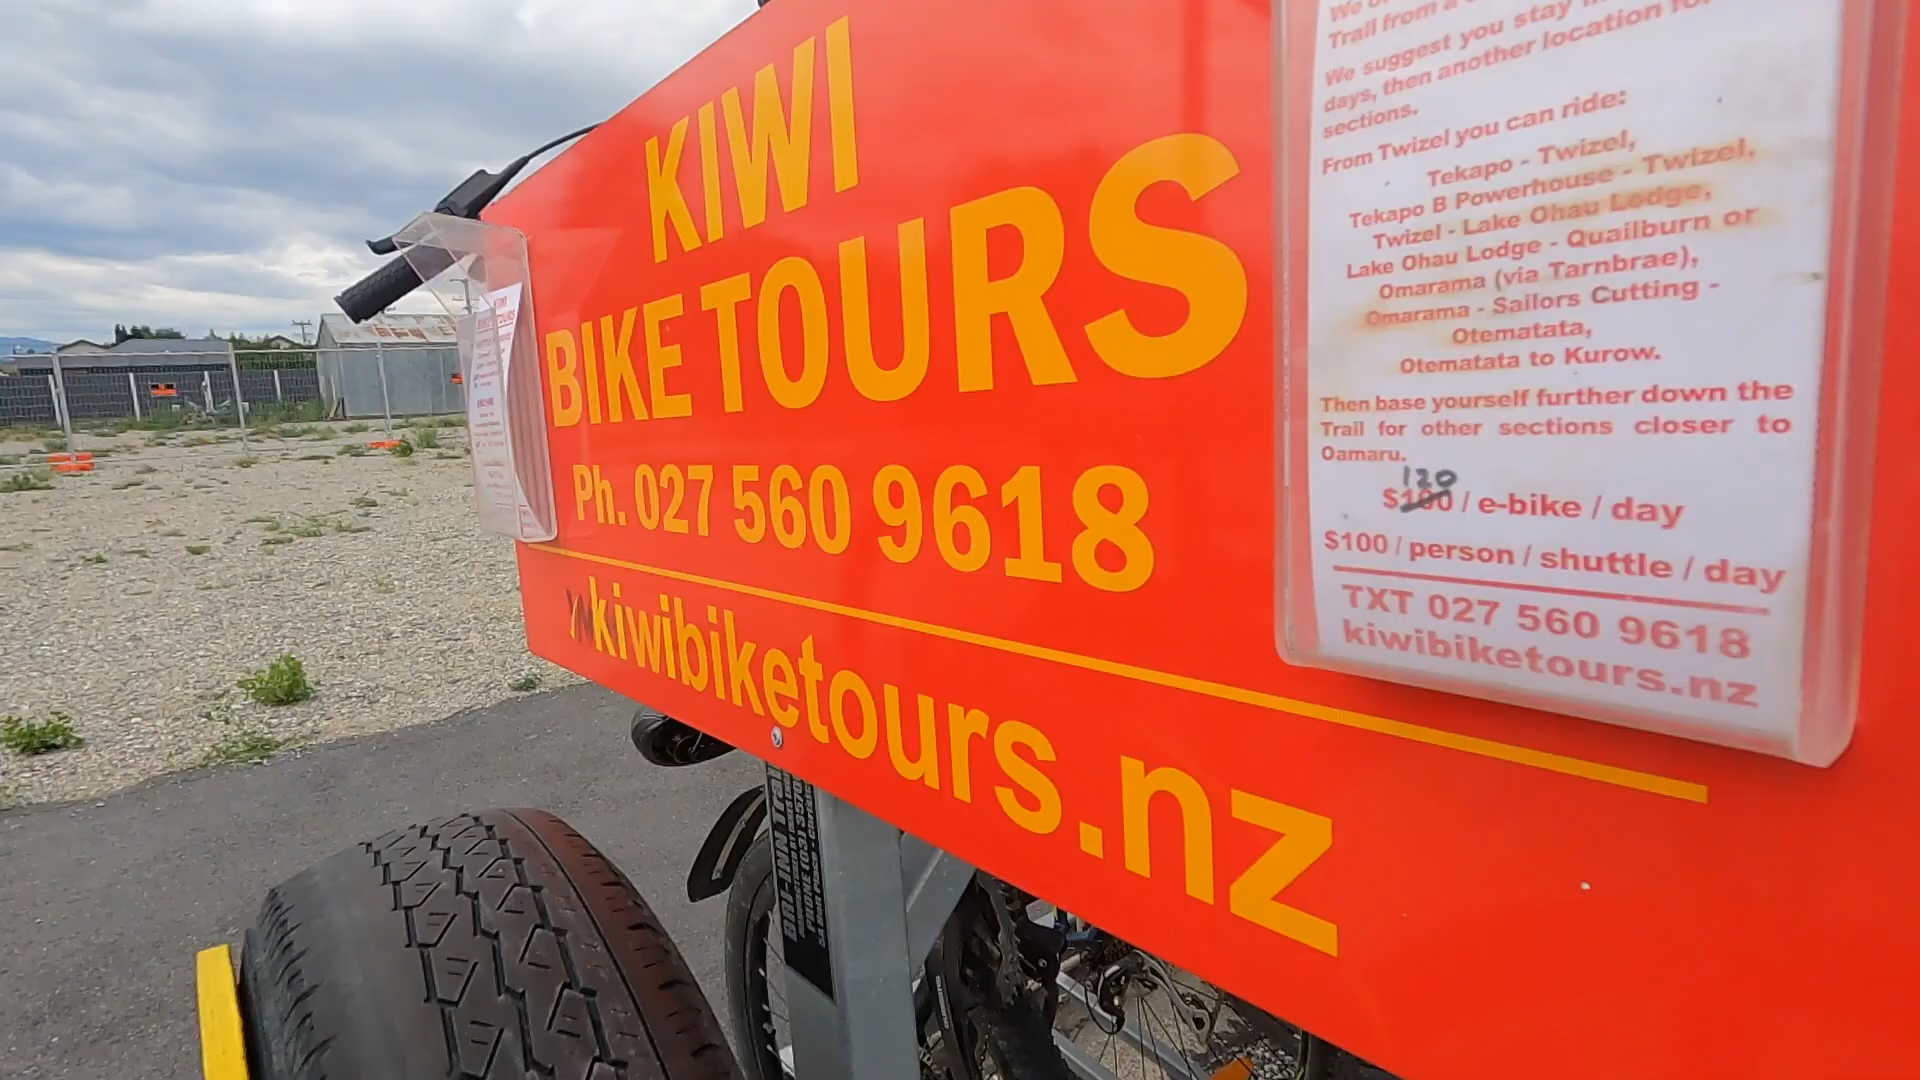 KIWI
BIKE TOURS
Ph. 027 560 9618
kiwibiketours.nz
We
Trail from a
We suggest you stay
days, then another location for
sections.
From Twizel you can ride:
Tekapo - Twizel,
Tekapo B Powerhouse - Twizel,
Twizel - Lake Ohau Lodge,
Lake Ohau Lodge - Quailburn or
Omarama (via Tarnbrae),
Omarama - Sailors Cutting -
Otematata,
Otematata to Kurow.
Then base yourself further down the
Trail for other sections closer to
Oamaru.
120
$100 / e-bike / day
$100 / person / shuttle / day
TXT 027 560 9618
kiwibiketours.nz